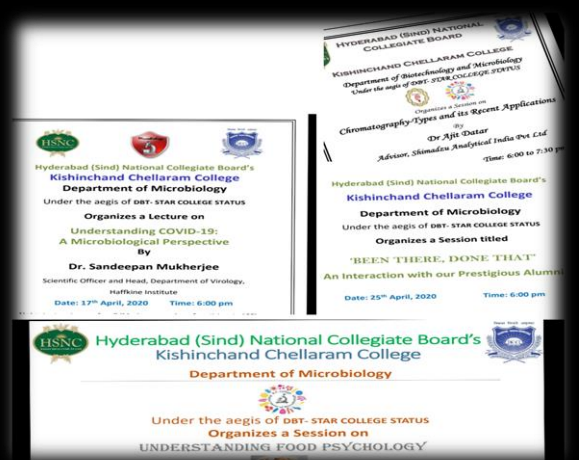 HYDERABAD (SIND) NATIONAL
COLLEGIATE BOARD
KISHINCHAND CHELLARAM COLLEGE
Department of Biotechnology and Microbiology
Under the aegis of DBT- STAR COLLEGE STATUS
Organizes a Session on
Chromatography-Types and its Recent Applications
By
Dr Ajit Datar
Advisor, Shimadzu Analytical India Pvt Ltd
Time: 6:00 to 7:30
HSNC
Hyderabad (Sind) National Collegiate Board's
Kishinchand Chellaram College
Department of Microbiology
Under the aegis of DBT- STAR COLLEGE STATUS
Organizes a Lecture on
Understanding COVID-19:
A Microbiological Perspective
By
Dr. Sandeepan Mukherjee
Scientific Officer and Head, Department of Virology,
Haffkine Institute
Date: 17th April, 2020 Time: 6:00 pm
Hyderabad (Sind) National Collegiate Board's
Kishinchand Chellaram College
Department of Microbiology
Under the aegis of DBT- STAR COLLEGE STATUS
Organizes a Session titled
'BEEN THERE, DONE THAT'
An Interaction with our Prestigious Alumni
Date: 25th April, 2020 Time: 6:00 pm
HSNC
Hyderabad (Sind) National Collegiate Board's
Kishinchand Chellaram College
Department of Microbiology
Under the aegis of DBT- STAR COLLEGE STATUS
Organizes a Session on
UNDERSTANDING FOOD PSYCHOLOGY